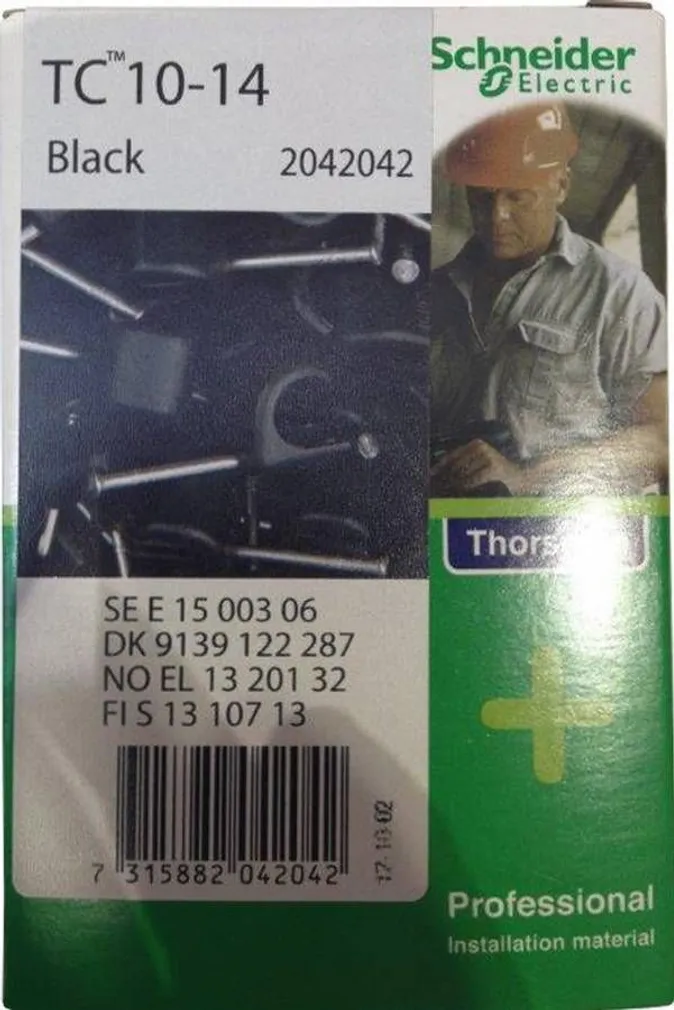 TC™10-14
Black 2042042
Schneider
Electric
SE E 15 003 06
DK 9139 122 287
NO EL 13 201 32
FI S 13 107 13
7 315882 042042
Professional
Installation material